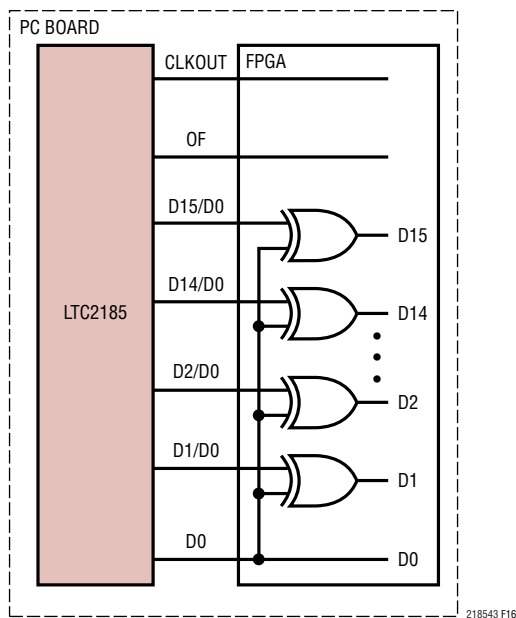 PC BOARD
CLKOUT FPGA
OF
D15/D0
D15
D14/D0
LTC2185
D14
D2/D0
D2
D1/D0
D1
D0
D0
218543 F16